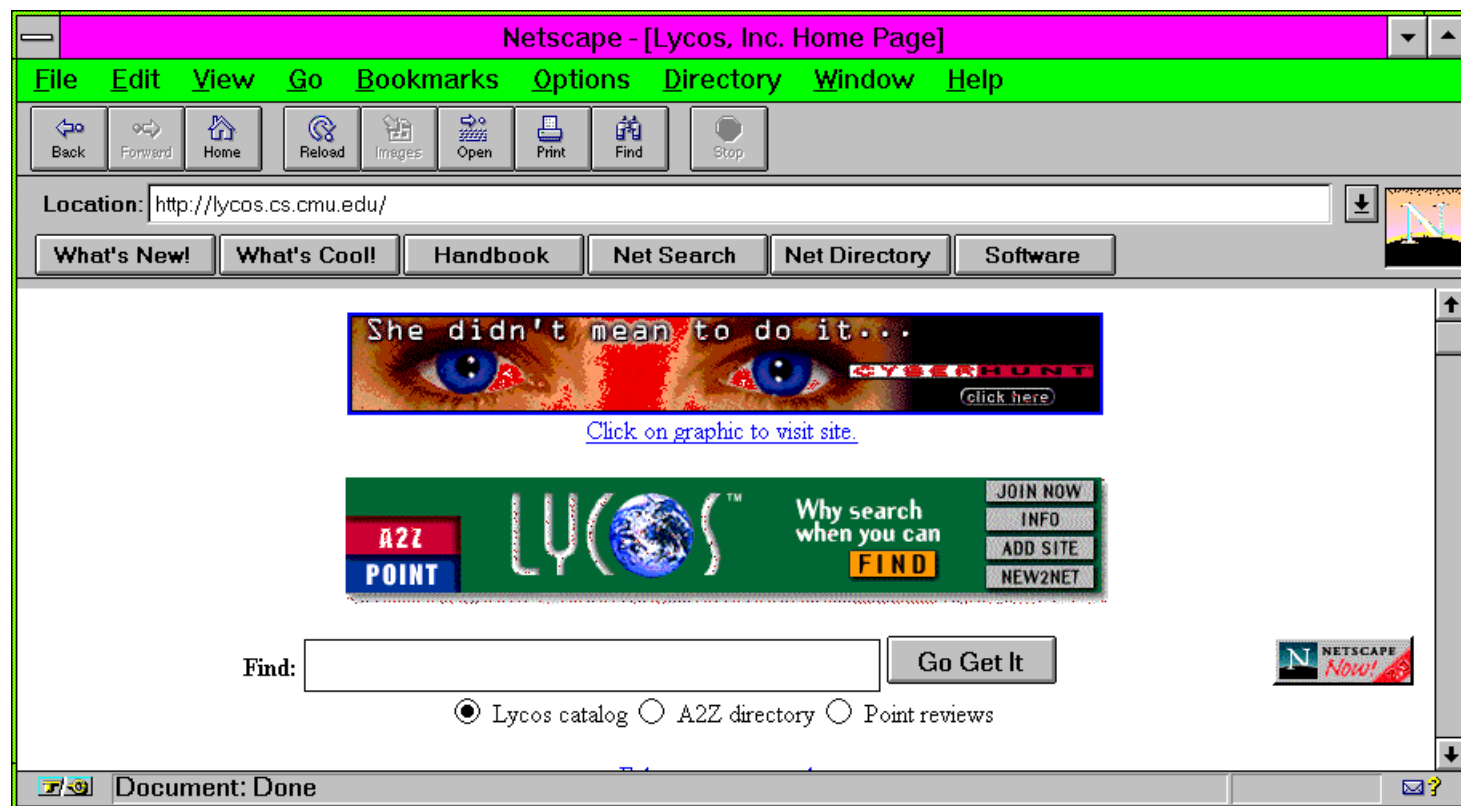 Netscape - [Lycos, Inc. Home Page]
File Edit View Go Bookmarks Options Directory Window Help
Back Forward Home Reload Images Open Print Find Stop
Location: http://lycos.cs.cmu.edu/
N
What's New! What's Cool! Handbook Net Search Net Directory Software
She didn't mean to do it...
CYBERHUNT
click here
Click on graphic to visit site.
A2Z
POINT
LYCOS™
Why search
when you can
FIND
JOIN NOW
INFO
ADD SITE
NEW2NET
Find: Go Get It
N NETSCAPE
Now!
Lycos catalog A2Z directory Point reviews
Document: Done
?